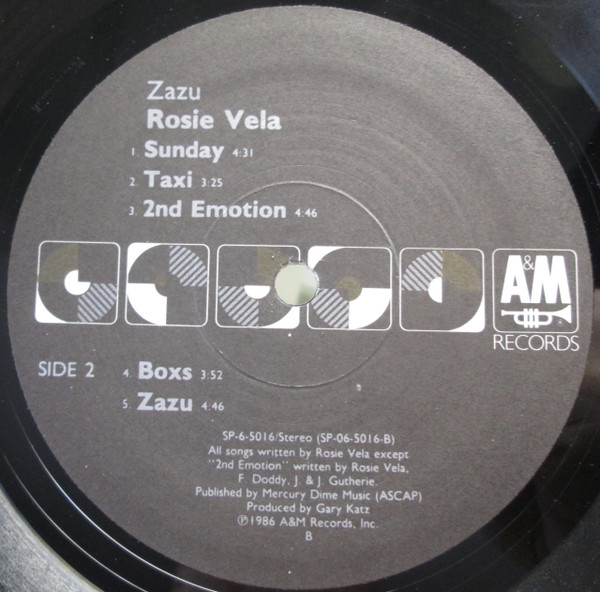 Zazu
Rosie Vela
1. Sunday 4:31
2. Taxi 3:25
3. 2nd Emotion 4:46
A&M
RECORDS
SIDE 2
4. Boxs 3:52
5. Zazu 4:46
SP-6-5016/Stereo (SP-06-5016-B)
All songs written by Rosie Vela except
"2nd Emotion" written by Rosie Vela,
F. Doddy, J. & J. Gutherie.
Published by Mercury Dime Music (ASCAP)
Produced by Gary Katz
℗1986 A&M Records, Inc.
B